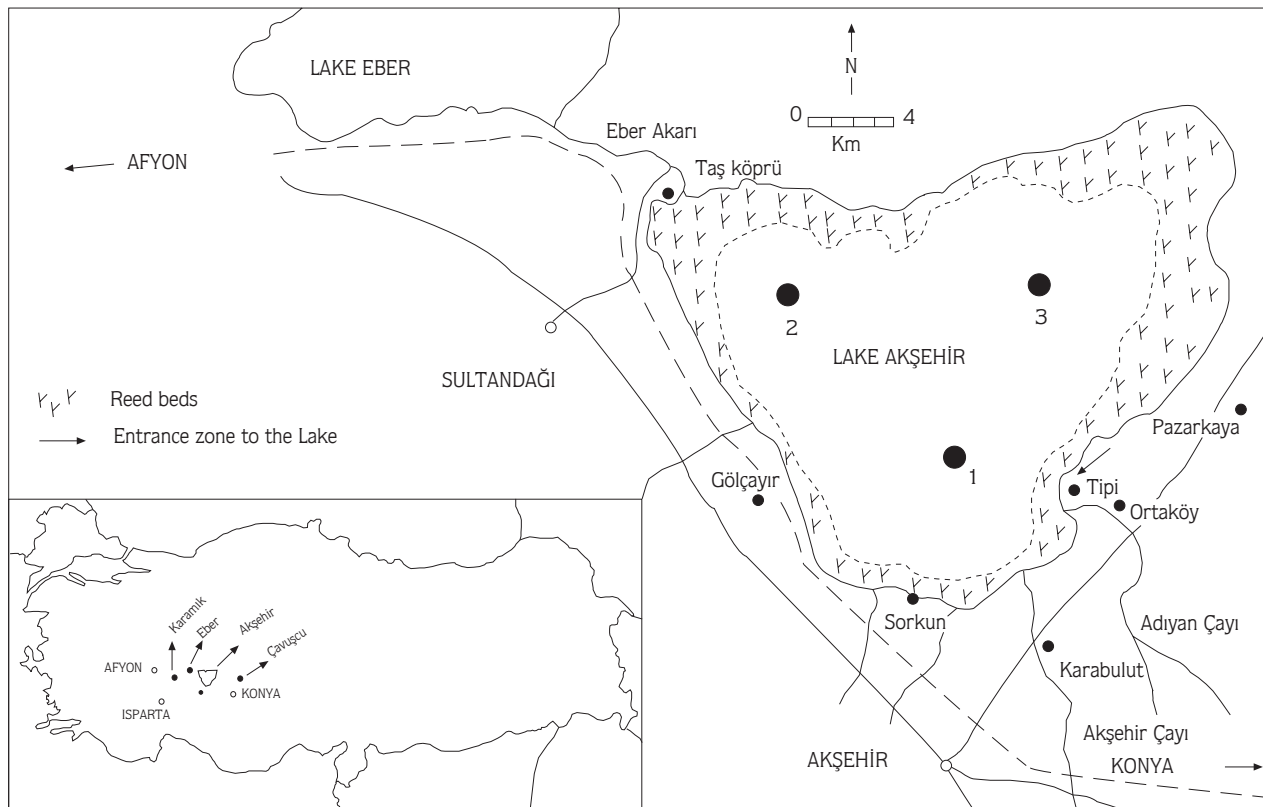 LAKE EBER
N
0 4
Km
Eber Akarı
AFYON
Taş köprü
2
3
LAKE AKŞEHİR
SULTANDAĞI
Reed beds
Entrance zone to the Lake
Pazarkaya
1
Gölçayır
Tipi
Ortaköy
Sorkun
Adıyan Çayı
Karabulut
Akşehir Çayı
AKŞEHİR
KONYA
Karamık
Eber
Akşehir
Çavuşcu
AFYON
KONYA
ISPARTA